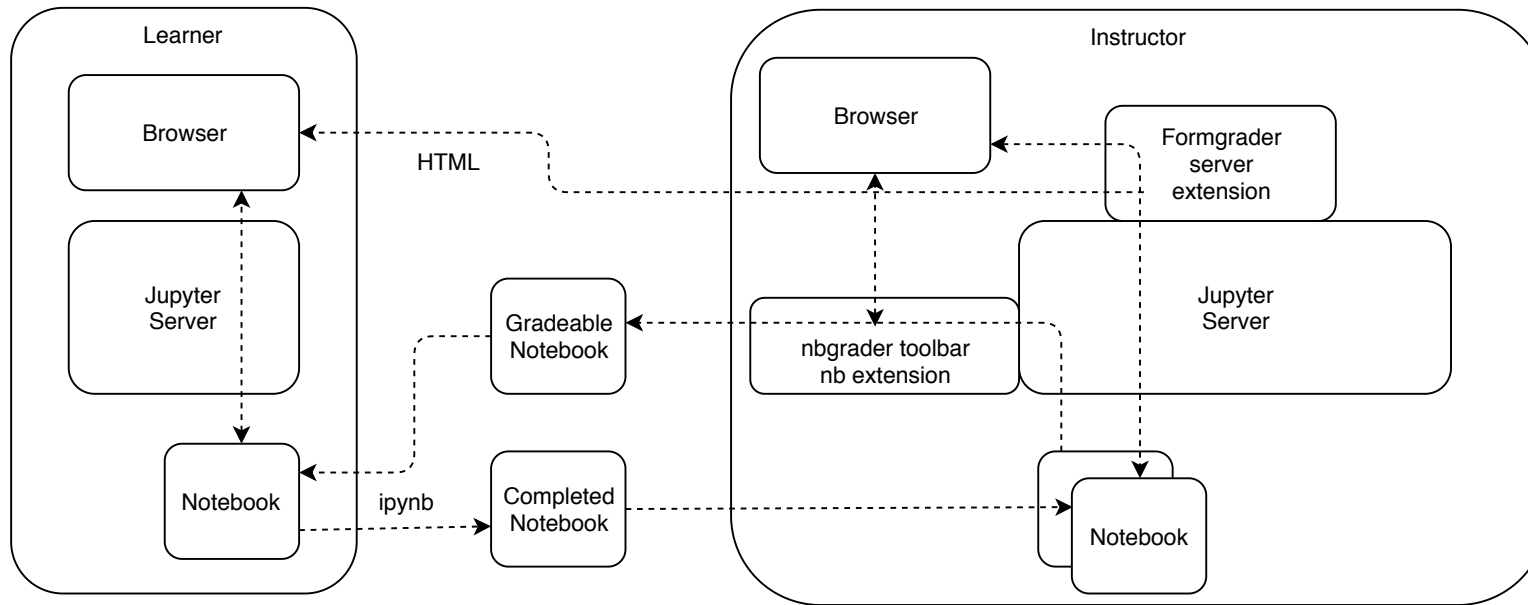 Learner
Instructor
Browser
Browser
Formgrader
server
extension
HTML
Jupyter
Server
Gradeable
Notebook
nbgrader toolbar
nb extension
Jupyter
Server
Notebook
ipynb
Completed
Notebook
Notebook